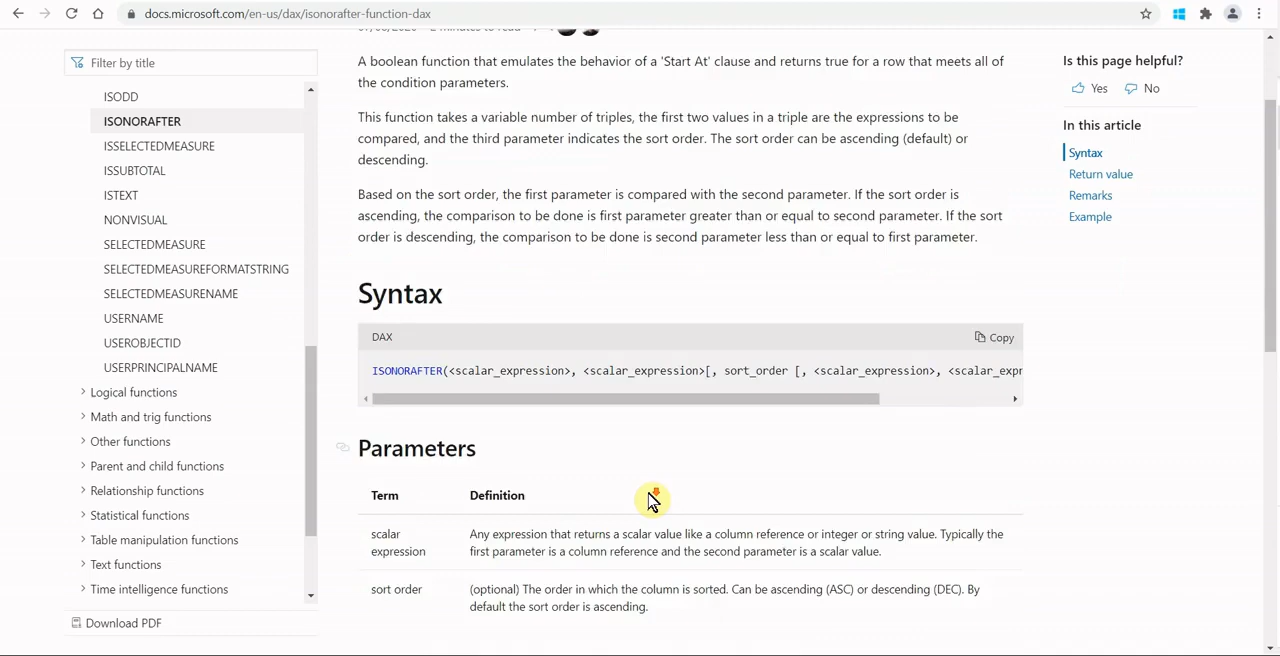 docs.microsoft.com/en-us/dax/isonorafter-function-dax
Filter by title
ISODD
ISONORAFTER
ISSELECTEDMEASURE
ISSUBTOTAL
ISTEXT
NONVISUAL
SELECTEDMEASURE
SELECTEDMEASUREFORMATSTRING
SELECTEDMEASURENAME
USERNAME
USEROBJECTID
USERPRINCIPALNAME
Logical functions
Math and trig functions
Other functions
Parent and child functions
Relationship functions
Statistical functions
Table manipulation functions
Text functions
Time intelligence functions
Download PDF
A boolean function that emulates the behavior of a 'Start At' clause and returns true for a row that meets all of
the condition parameters.
This function takes a variable number of triples, the first two values in a triple are the expressions to be
compared, and the third parameter indicates the sort order. The sort order can be ascending (default) or
descending.
Based on the sort order, the first parameter is compared with the second parameter. If the sort order is
ascending, the comparison to be done is first parameter greater than or equal to second parameter. If the sort
order is descending, the comparison to be done is second parameter less than or equal to first parameter.
Syntax
DAX
Copy
ISONORAFTER(<scalar_expression>, <scalar_expression>[, sort_order [, <scalar_expression>, <scalar_expr
Parameters
Term Definition
scalar
expression
Any expression that returns a scalar value like a column reference or integer or string value. Typically the
first parameter is a column reference and the second parameter is a scalar value.
sort order
(optional) The order in which the column is sorted. Can be ascending (ASC) or descending (DEC). By
default the sort order is ascending.
Is this page helpful?
Yes No
In this article
Syntax
Return value
Remarks
Example